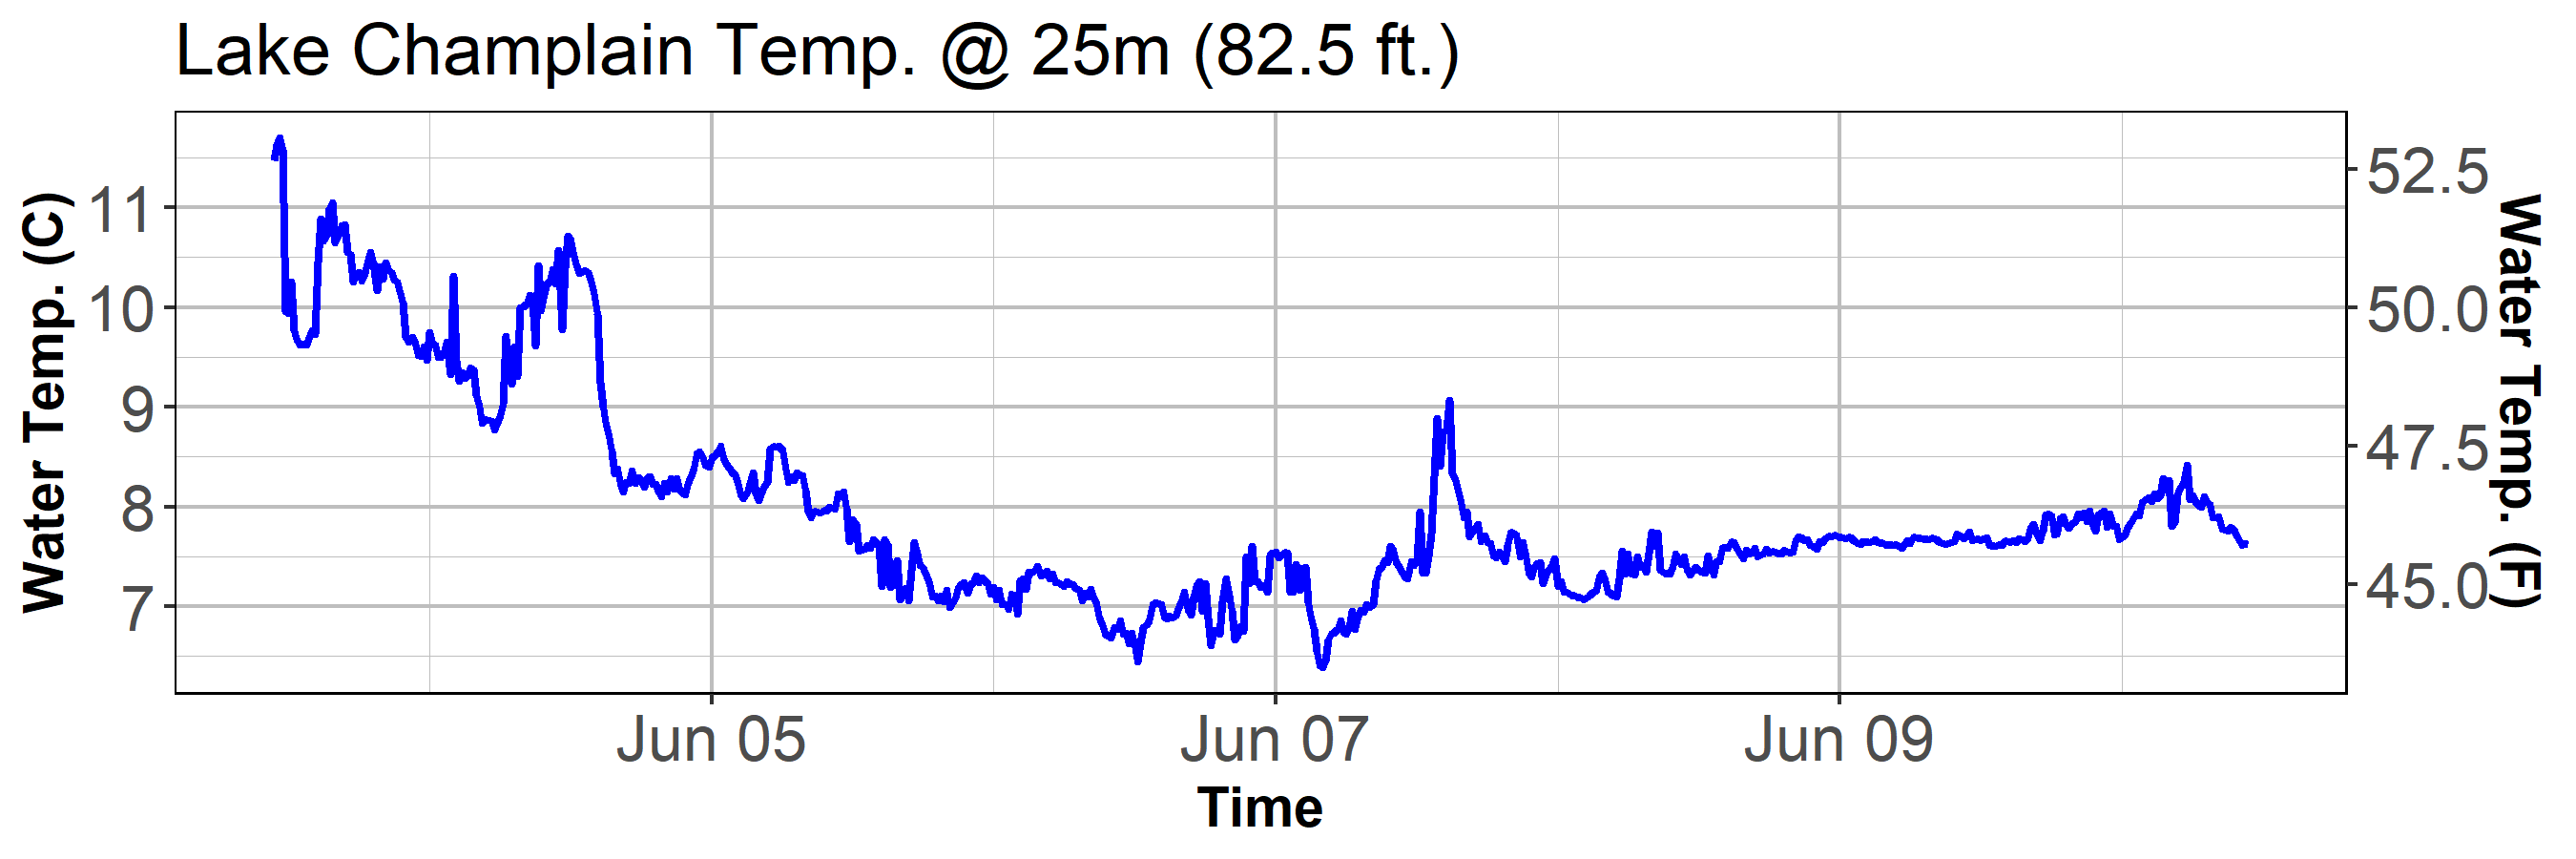 Lake Champlain Temp. @ 25m (82.5 ft.)
Water Temp. (C)
11
10
9
8
7
52.5
50.0
47.5
45.0
Water Temp. (F)
Jun 05 Jun 07 Jun 09
Time